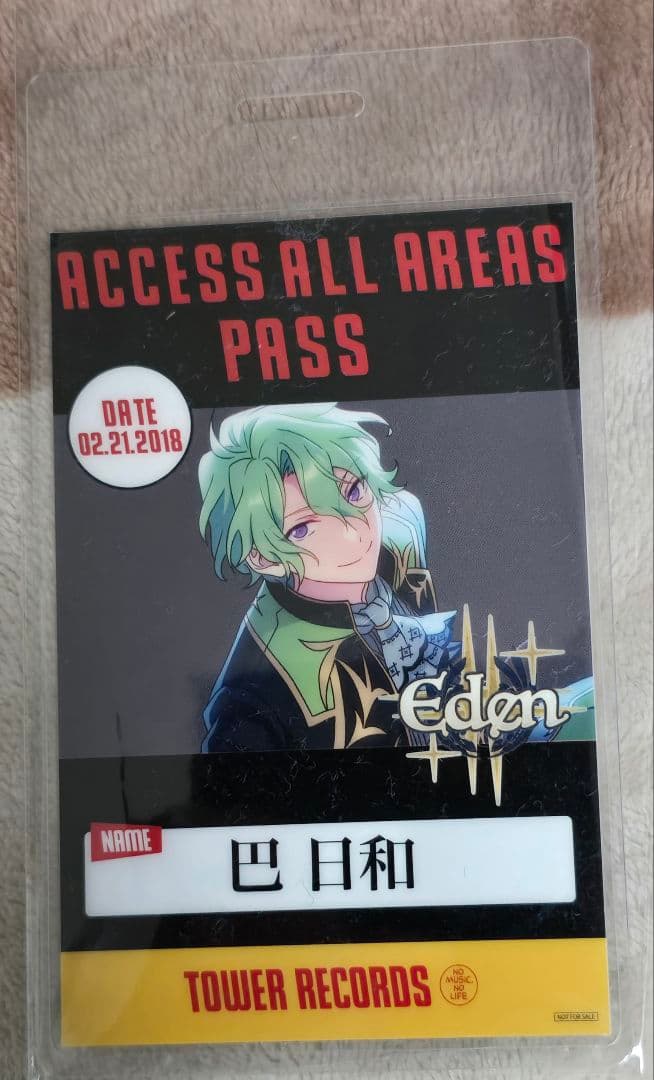 ACCESS ALL AREAS
PASS
DATE
02.21.2018
Eden
NAME
巴 日和
TOWER RECORDS
NO
MUSIC,
NO
LIFE
NOT FOR SALE